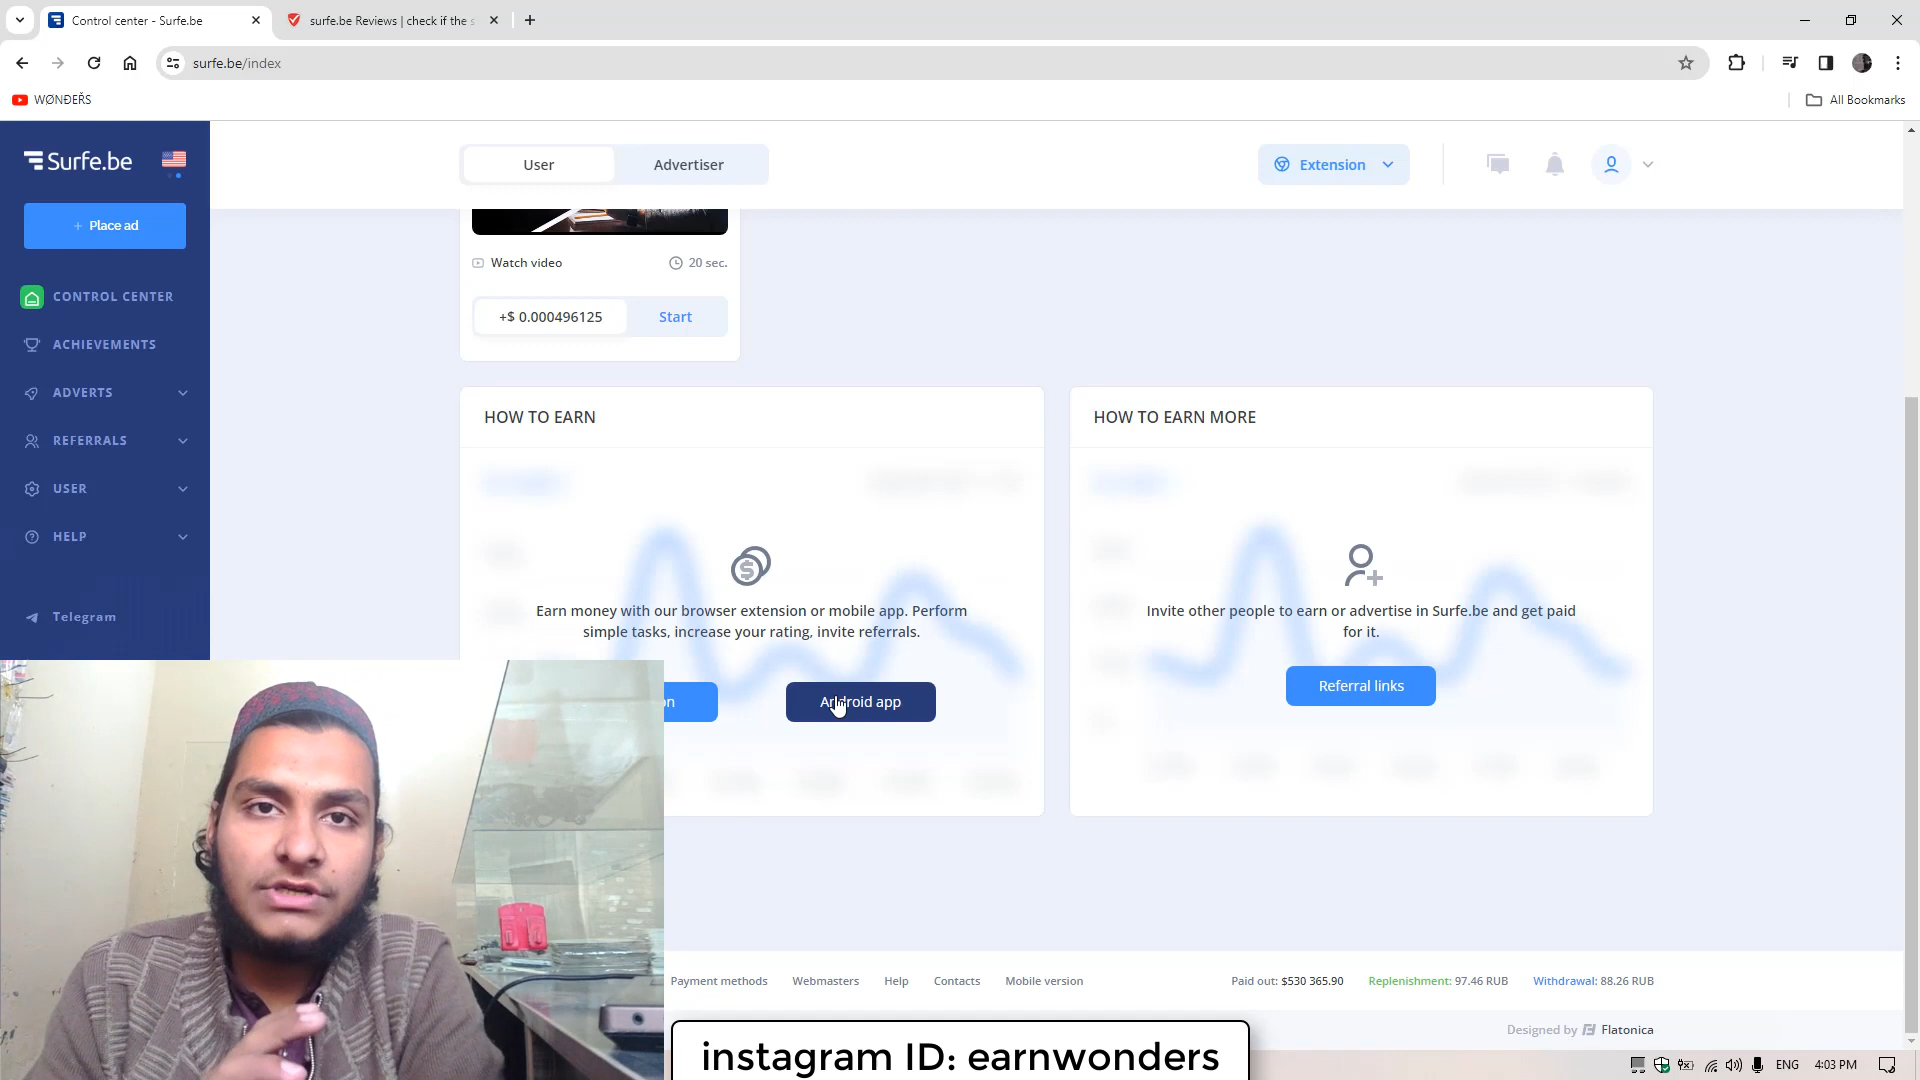 Control center - Surfe.be
surfe.be Reviews | check if the s
surfe.be/index
WØNĐEŘS
All Bookmarks
Surfe.be
User
Advertiser
Extension
+ Place ad
Watch video
20 sec.
CONTROL CENTER
+$ 0.000496125
Start
ACHIEVEMENTS
ADVERTS
HOW TO EARN
HOW TO EARN MORE
REFERRALS
USER
HELP
Earn money with our browser extension or mobile app. Perform
simple tasks, increase your rating, invite referrals.
Invite other people to earn or advertise in Surfe.be and get paid
for it.
Telegram
Android app
Referral links
Payment methods
Webmasters
Help
Contacts
Mobile version
Paid out: $530 365.90
Replenishment: 97.46 RUB
Withdrawal: 88.26 RUB
Designed by Flatonica
instagram ID: earnwonders
ENG
4:03 PM